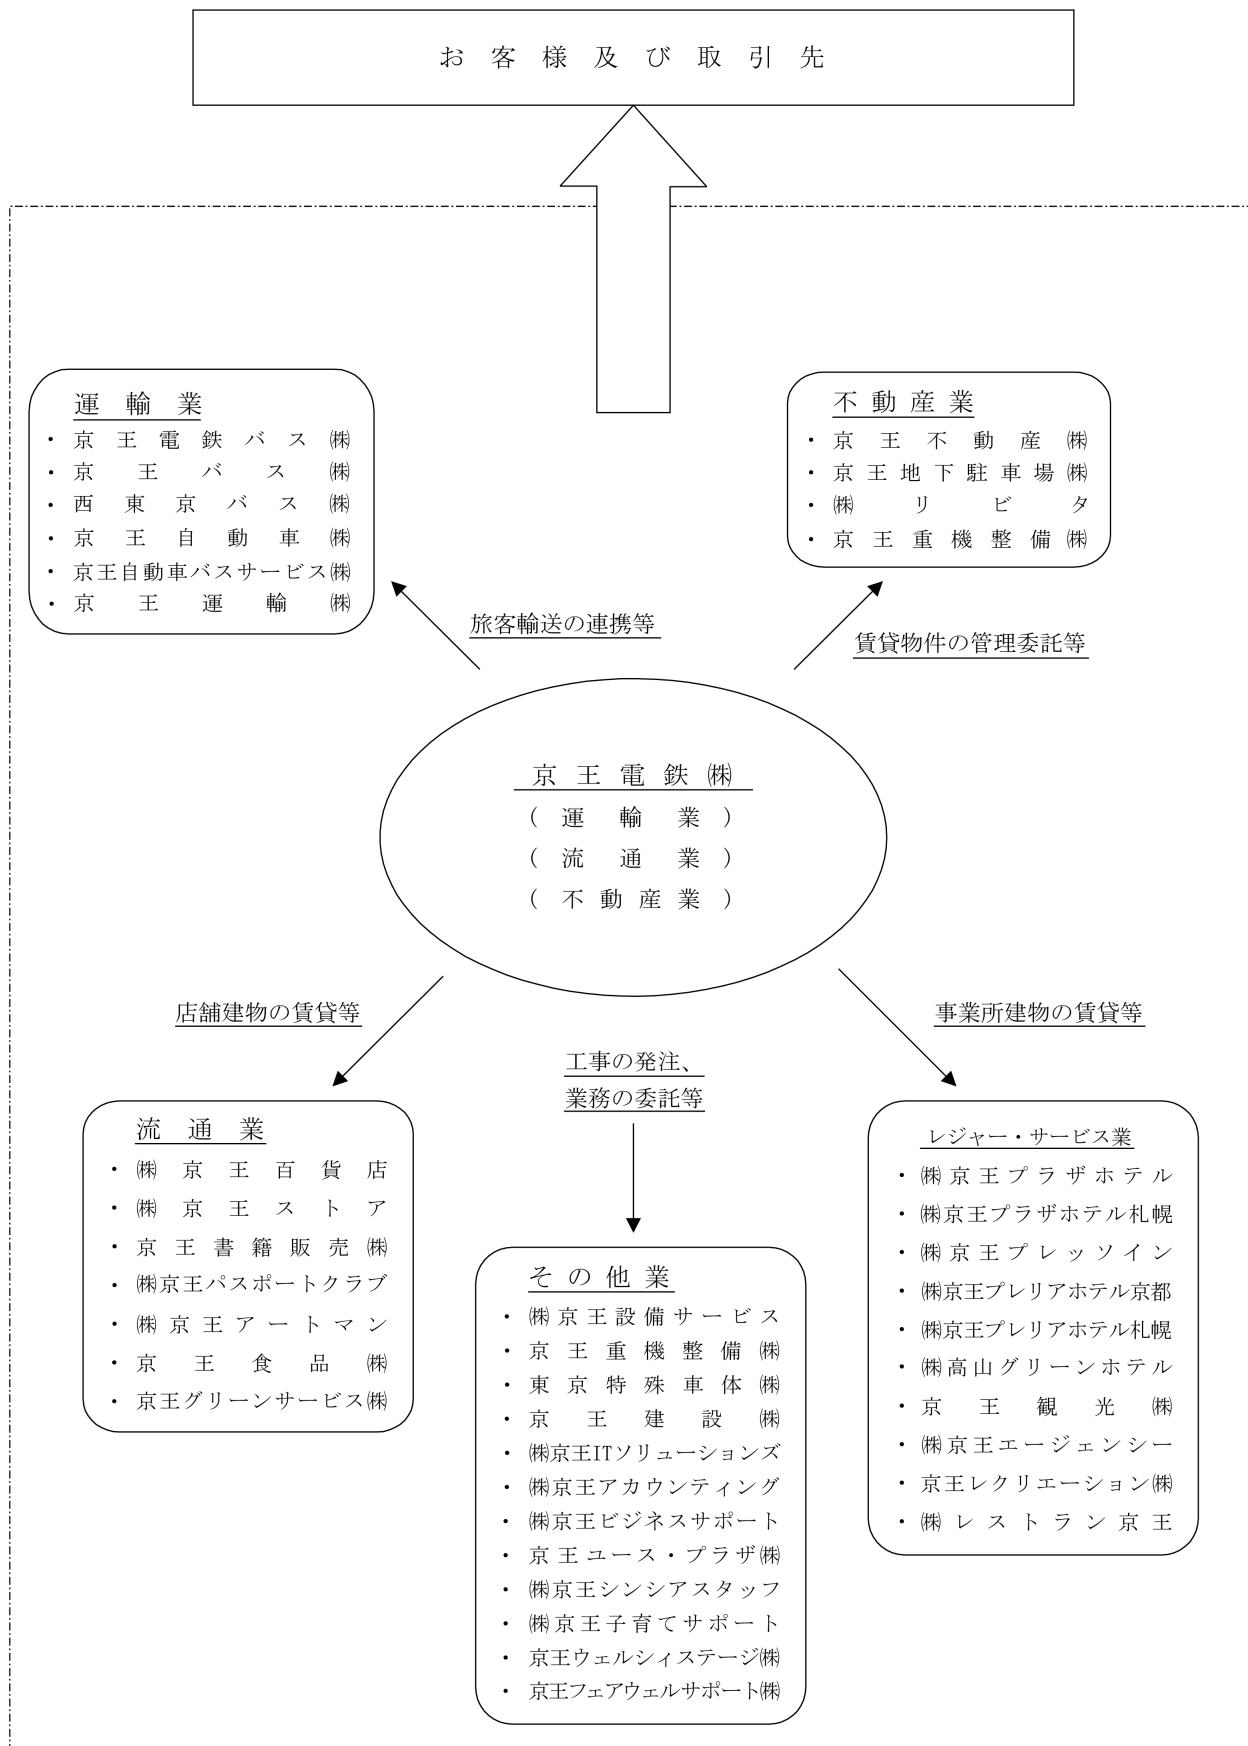 お客様及び取引先
運輸業
・京王電鉄バス㈱
・京王バス㈱
・西東京バス㈱
・京王自動車㈱
・京王自動車バスサービス㈱
・京王運輸㈱
不動産業
・京王不動産㈱
・京王地下駐車場㈱
・㈱リビタ
・京王重機整備㈱
旅客輸送の連携等
賃貸物件の管理委託等
京王電鉄㈱
(運輸業)
(流通業)
(不動産業)
店舗建物の賃貸等
事業所建物の賃貸等
工事の発注、
業務の委託等
流通業
・㈱京王百貨店
・㈱京王ストア
・京王書籍販売㈱
・㈱京王パスポートクラブ
・㈱京王アートマン
・京王食品㈱
・京王グリーンサービス㈱
その他業
・㈱京王設備サービス
・京王重機整備㈱
・東京特殊車体㈱
・京王建設㈱
・㈱京王ITソリューションズ
・㈱京王アカウンティング
・㈱京王ビジネスサポート
・京王ユース・プラザ㈱
・㈱京王シンシアスタッフ
・㈱京王子育てサポート
・京王ウェルシィステージ㈱
・京王フェアウェルサポート㈱
レジャー・サービス業
・㈱京王プラザホテル
・㈱京王プラザホテル札幌
・㈱京王プレッソイン
・㈱京王プレリアホテル京都
・㈱京王プレリアホテル札幌
・㈱高山グリーンホテル
・京王観光㈱
・㈱京王エージェンシー
・京王レクリエーション㈱
・㈱レストラン京王